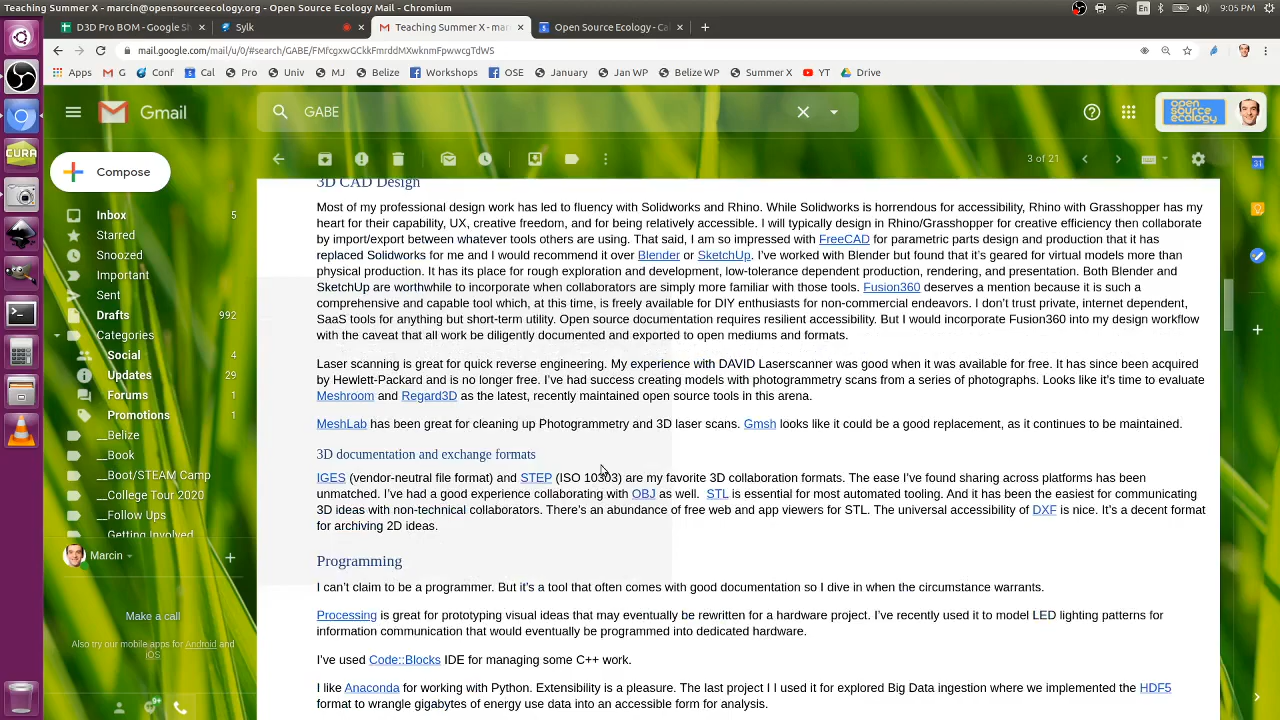 Teaching Summer X - marcin@opensourceecology.org - Open Source Ecology Mail - Chromium
En
9:05 PM
D3D Pro BOM - Google Sh
Sylk
Teaching Summer X - mar
Open Source Ecology - Cal
mail.google.com/mail/u/0/#search/GABE/FMfcgxwGCkkFmrddMXwknmFpwwcgTdWS
Apps
G
Conf
Cal
Pro
Univ
MJ
Belize
Workshops
OSE
January
Jan WP
Belize WP
Summer X
YT
Drive
Gmail
GABE
open source ecology
Compose
3 of 21
CURA
Inbox 5
Starred
Snoozed
Important
Sent
Drafts 992
Categories
Social 4
Updates 29
Forums 1
Promotions 1
__Belize
__Book
__Boot/STEAM Camp
__College Tour 2020
__Follow Ups
__Getting Involved
Marcin
Make a call
Also try our mobile apps for Android and
iOS
3D CAD Design
Most of my professional design work has led to fluency with Solidworks and Rhino. While Solidworks is horrendous for accessibility, Rhino with Grasshopper has my
heart for their capability, UX, creative freedom, and for being relatively accessible. I will typically design in Rhino/Grasshopper for creative efficiency then collaborate
by import/export between whatever tools others are using. That said, I am so impressed with FreeCAD for parametric parts design and production that it has
replaced Solidworks for me and I would recommend it over Blender or SketchUp. I've worked with Blender but found that it's geared for virtual models more than
physical production. It has its place for rough exploration and development, low-tolerance dependent production, rendering, and presentation. Both Blender and
SketchUp are worthwhile to incorporate when collaborators are simply more familiar with those tools. Fusion360 deserves a mention because it is such a
comprehensive and capable tool which, at this time, is freely available for DIY enthusiasts for non-commercial endeavors. I don't trust private, internet dependent,
SaaS tools for anything but short-term utility. Open source documentation requires resilient accessibility. But I would incorporate Fusion360 into my design workflow
with the caveat that all work be diligently documented and exported to open mediums and formats.
Laser scanning is great for quick reverse engineering. My experience with DAVID Laserscanner was good when it was available for free. It has since been acquired
by Hewlett-Packard and is no longer free. I've had success creating models with photogrammetry scans from a series of photographs. Looks like it's time to evaluate
Meshroom and Regard3D as the latest, recently maintained open source tools in this arena.
MeshLab has been great for cleaning up Photogrammetry and 3D laser scans. Gmsh looks like it could be a good replacement, as it continues to be maintained.
3D documentation and exchange formats
IGES (vendor-neutral file format) and STEP (ISO 10303) are my favorite 3D collaboration formats. The ease I've found sharing across platforms has been
unmatched. I've had a good experience collaborating with OBJ as well. STL is essential for most automated tooling. And it has been the easiest for communicating
3D ideas with non-technical collaborators. There's an abundance of free web and app viewers for STL. The universal accessibility of DXF is nice. It's a decent format
for archiving 2D ideas.
Programming
I can't claim to be a programmer. But it's a tool that often comes with good documentation so I dive in when the circumstance warrants.
Processing is great for prototyping visual ideas that may eventually be rewritten for a hardware project. I've recently used it to model LED lighting patterns for
information communication that would eventually be programmed into dedicated hardware.
I've used Code::Blocks IDE for managing some C++ work.
I like Anaconda for working with Python. Extensibility is a pleasure. The last project I I used it for explored Big Data ingestion where we implemented the HDF5
format to wrangle gigabytes of energy use data into an accessible form for analysis.